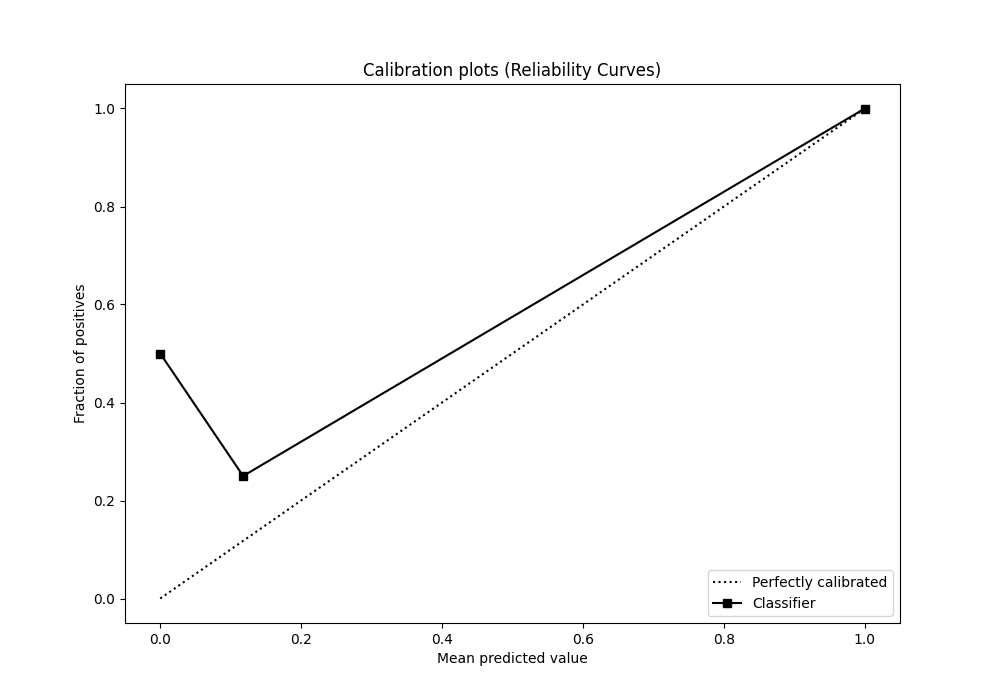 Calibration plots (Reliability Curves)
1.0
0.8
0.6
0.4
0.2
0.0
Fraction of positives
0.0 0.2 0.4 0.6 0.8 1.0
Mean predicted value
Perfectly calibrated
Classifier